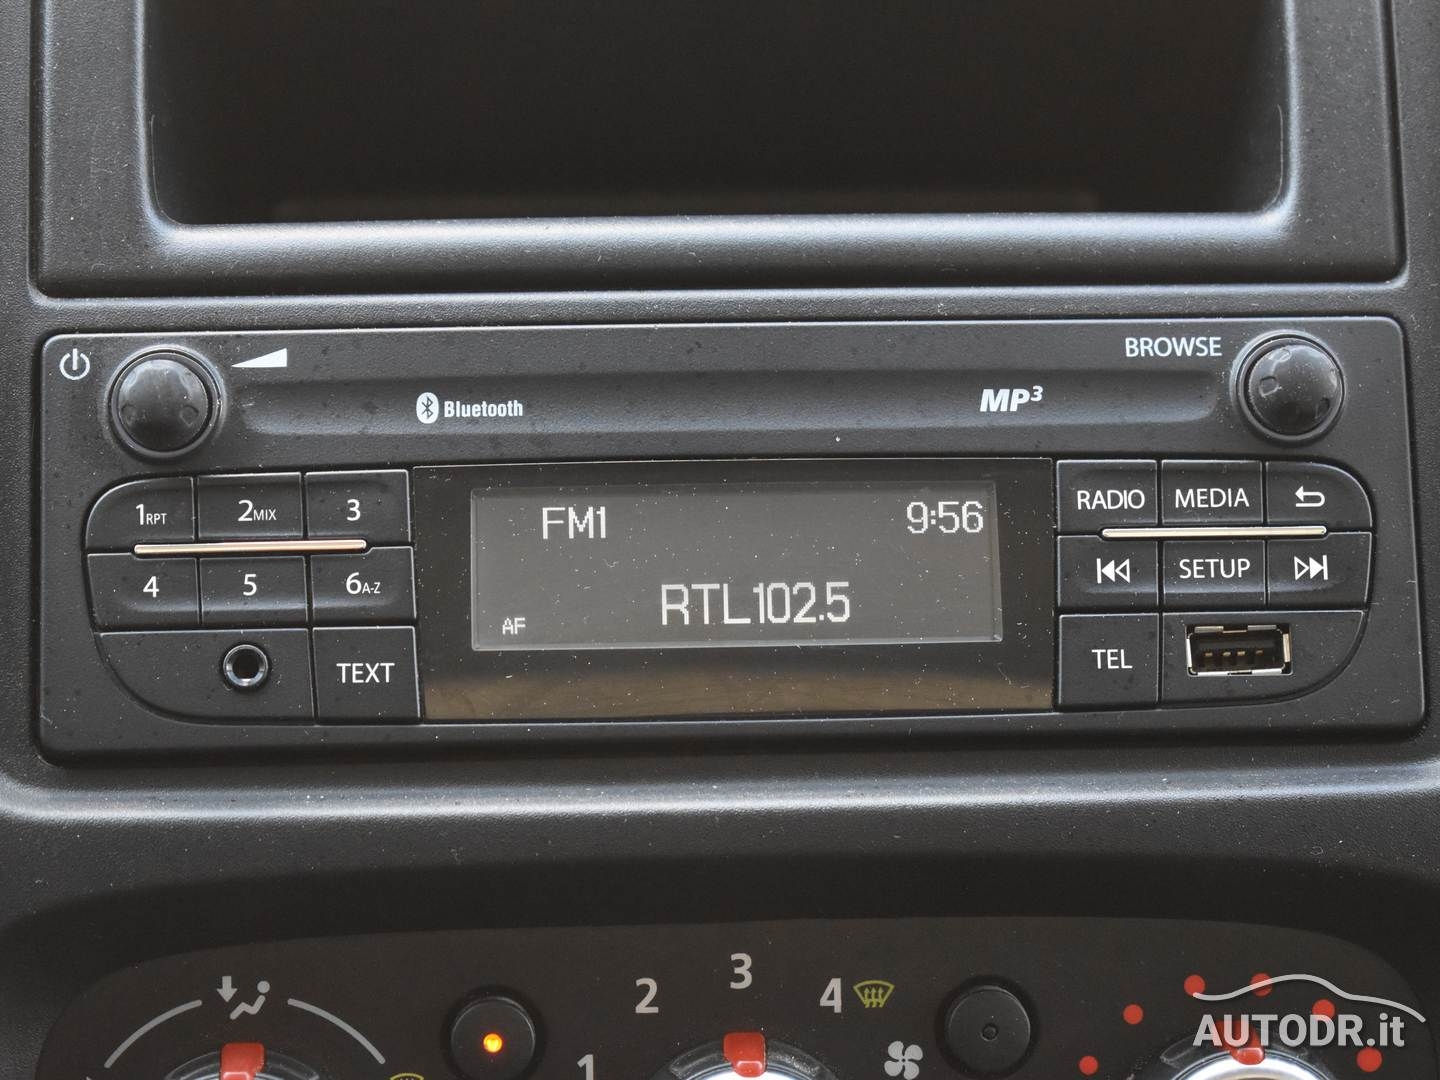 BROWSE
Bluetooth
MP3
1RPT 2MIX 3
FM1 9:56
RADIO MEDIA
4 5 6A-Z
RTL102.5
SETUP
AF
TEXT
TEL
3
2 4
1
AUTODR.it